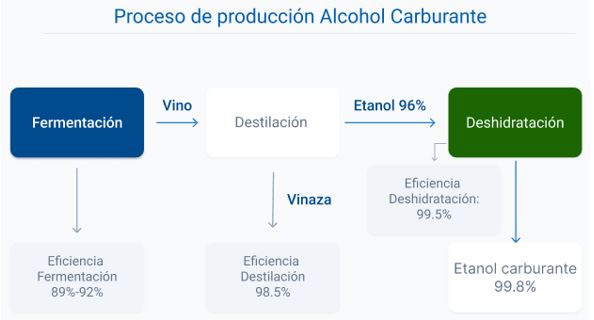 Proceso de producción Alcohol Carburante
Fermentación
Vino
Destilación
Etanol 96%
Deshidratación
Vinaza
Eficiencia
Deshidratación:
99.5%
Eficiencia
Fermentación
89%-92%
Eficiencia
Destilación
98.5%
Etanol carburante
99.8%